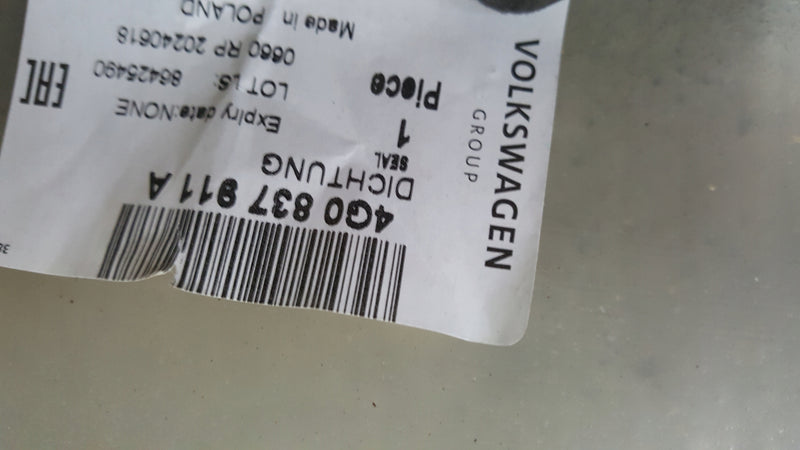 VOLKSWAGEN
GROUP
4G0 837 911 A
DICHTUNG
SEAL
1 Piece
Expiry date:NONE
LOT LS: 86425490
0660 RP 20240618
Made in POLAND
EAC